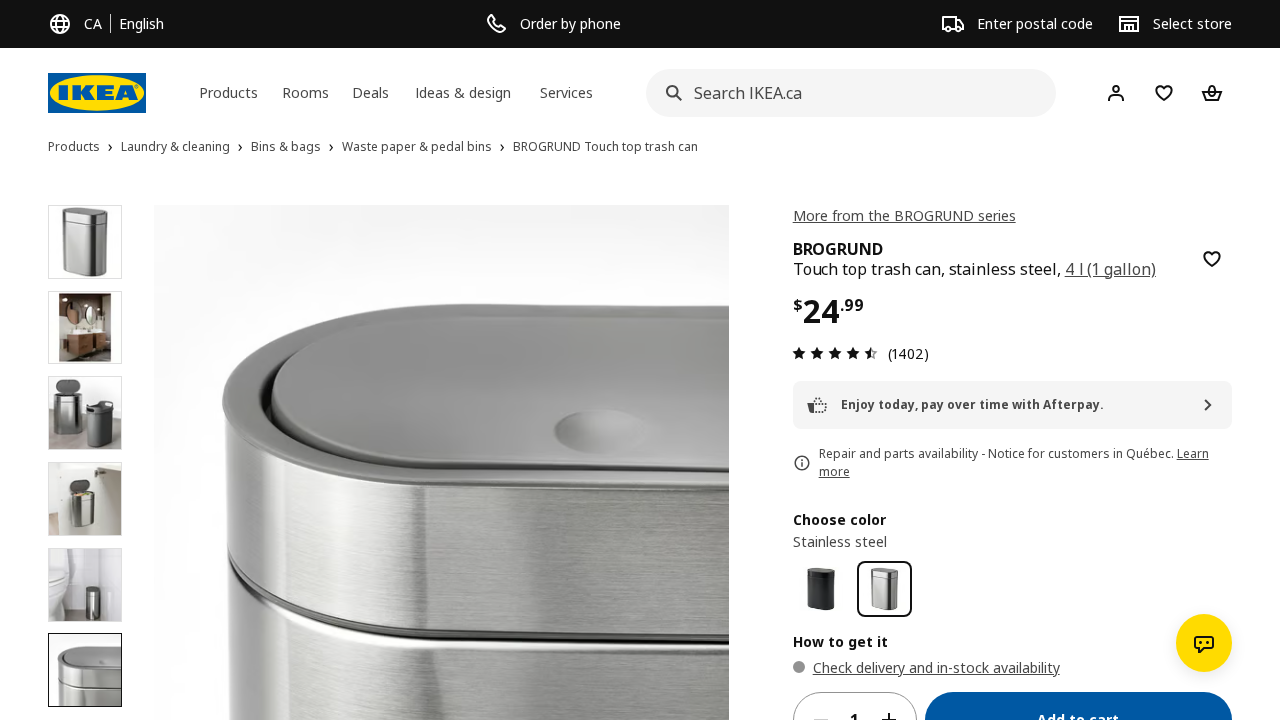 CA
English
Order by phone
Enter postal code
Select store
IKEA
Products
Rooms
Deals
Ideas & design
Services
Search IKEA.ca
Products › Laundry & cleaning › Bins & bags › Waste paper & pedal bins › BROGRUND Touch top trash can
More from the BROGRUND series
BROGRUND
Touch top trash can, stainless steel, 4 l (1 gallon)
$24.99
(1402)
Enjoy today, pay over time with Afterpay.
Repair and parts availability - Notice for customers in Québec. Learn
more
Choose color
Stainless steel
How to get it
Check delivery and in-stock availability
1
Add to cart